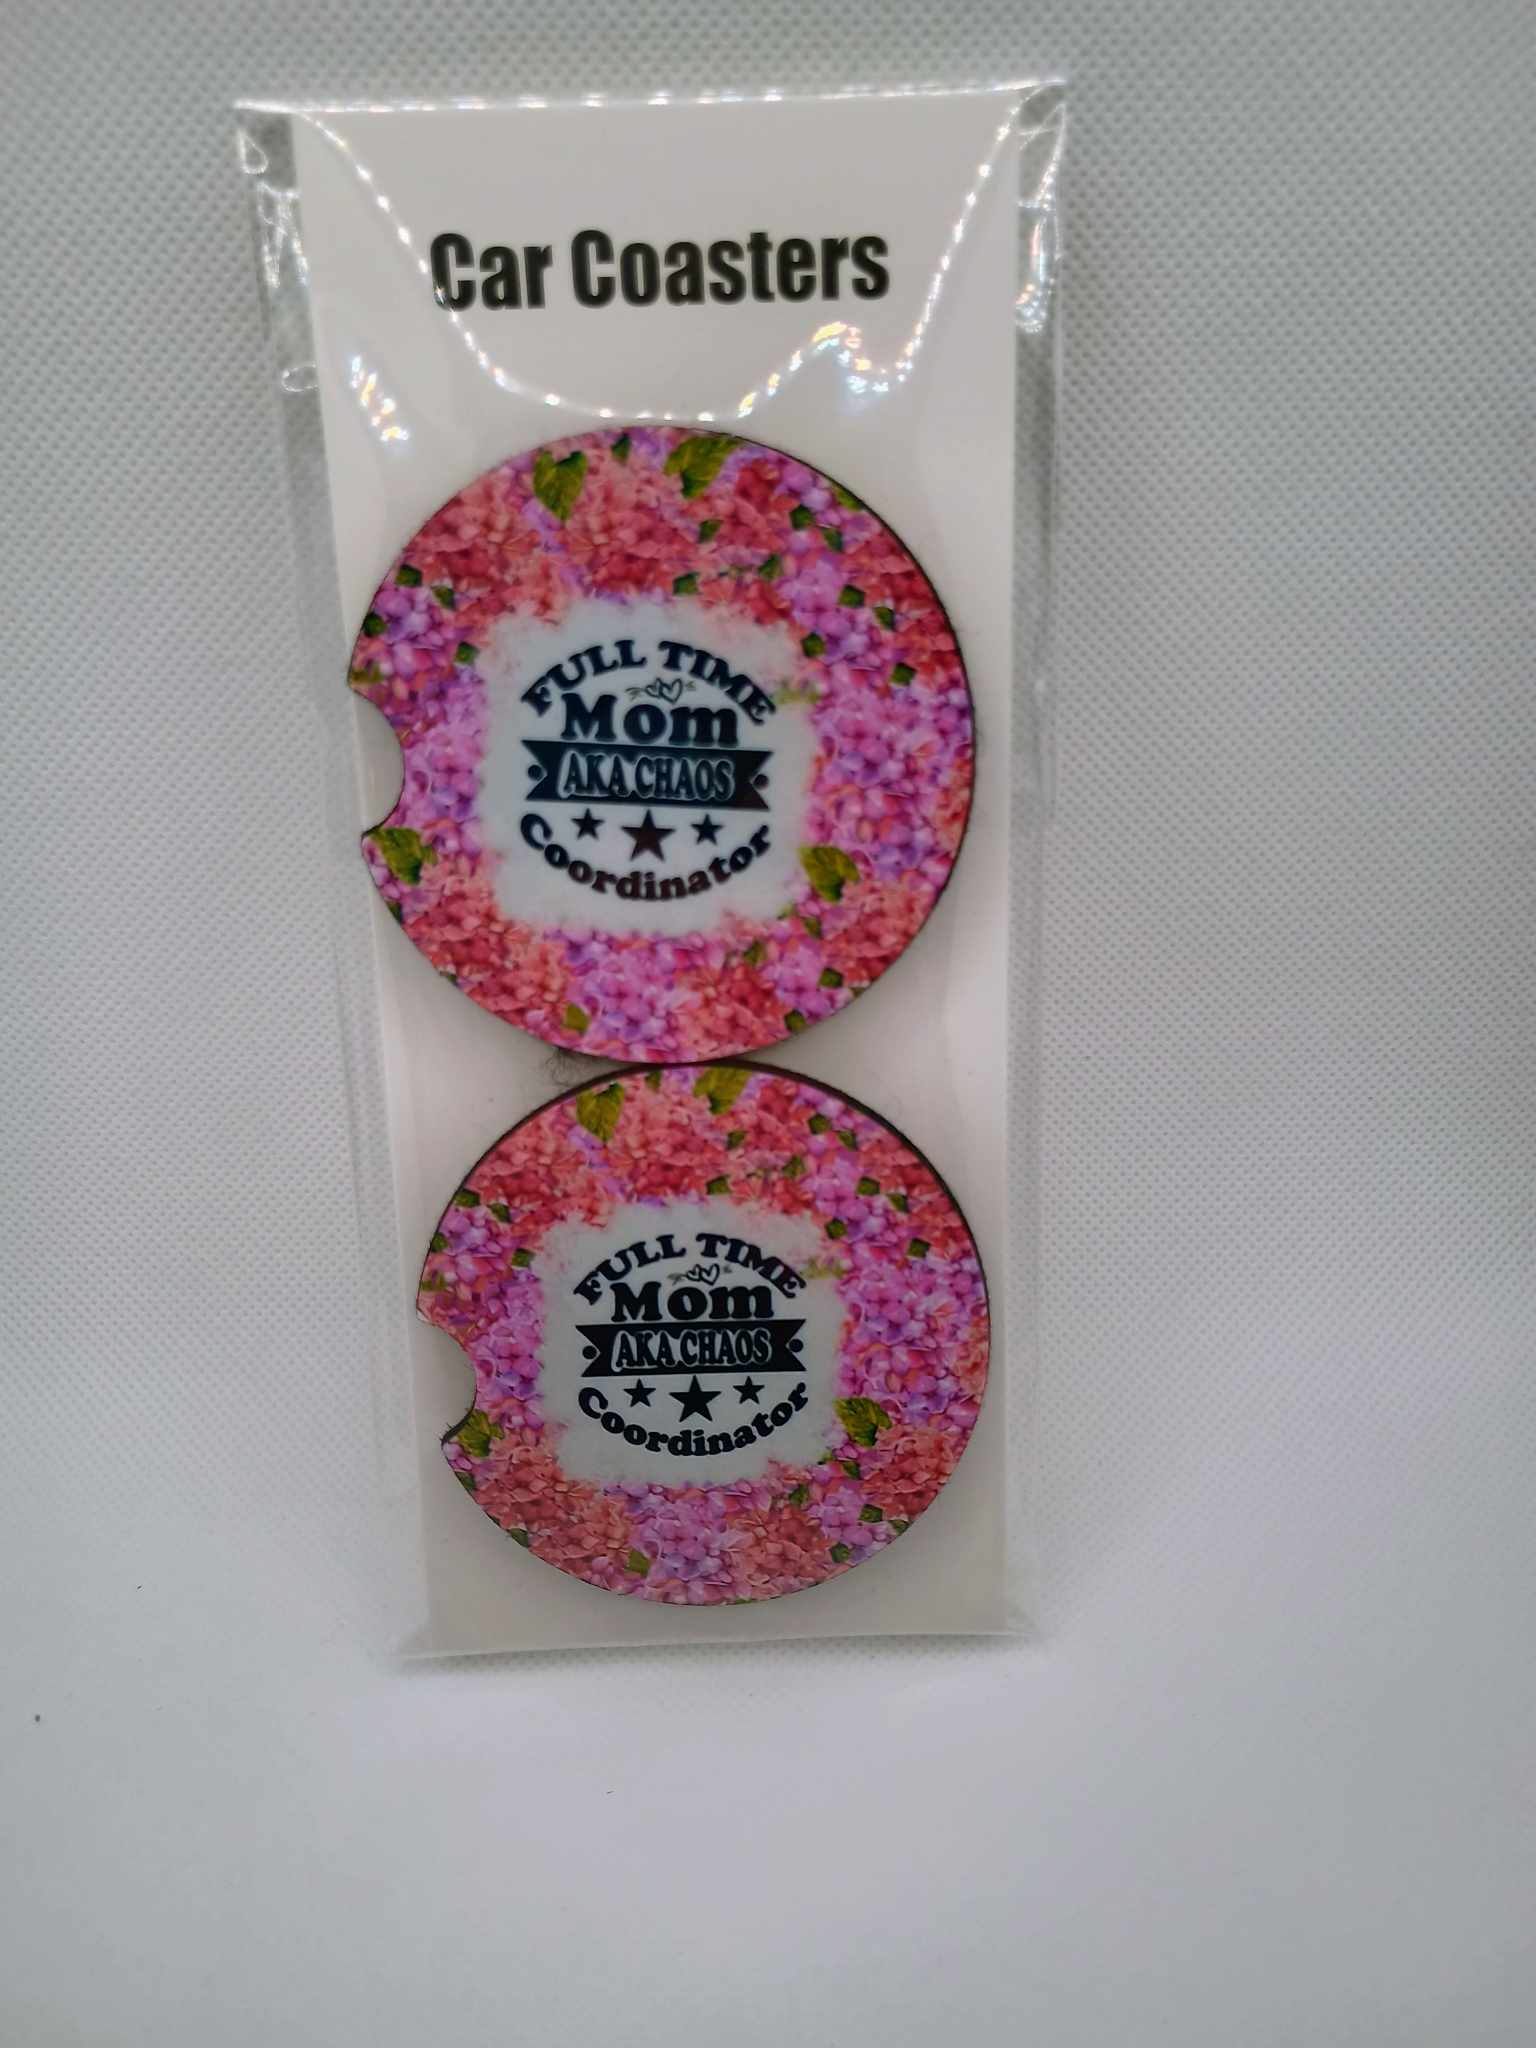 Car Coasters
FULL TIME
Mom
AKA CHAOS
Coordinator
FULL TIME
Mom
AKA CHAOS
Coordinator